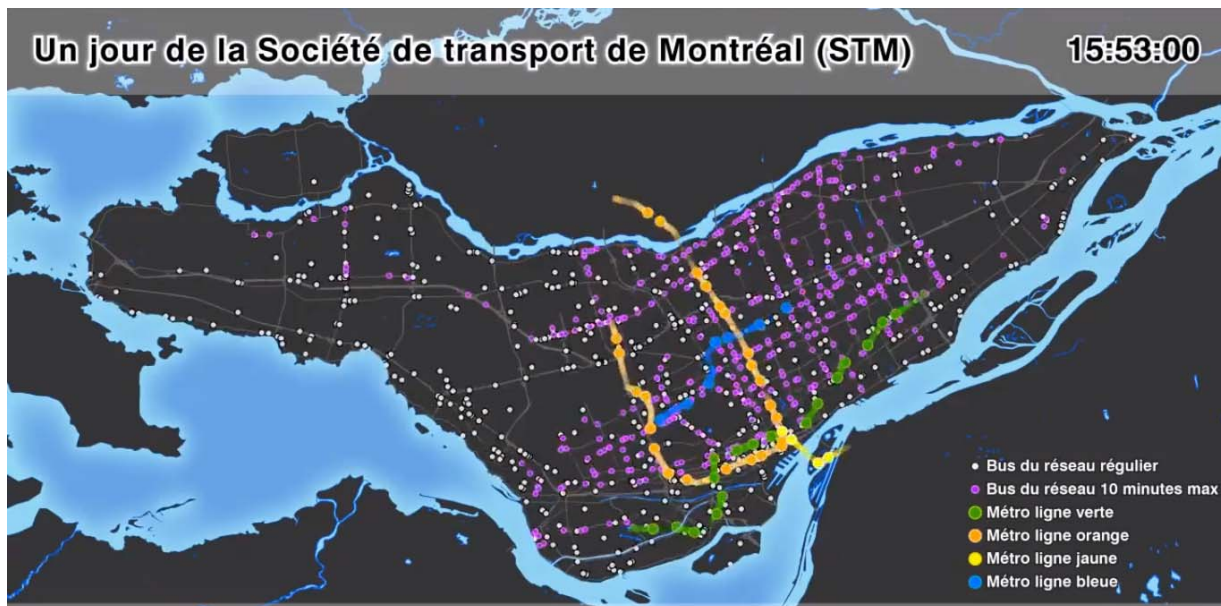 Un jour de la Société de transport de Montréal (STM)
15:53:00
Bus du réseau régulier
Bus du réseau 10 minutes max
Métro ligne verte
Métro ligne orange
Métro ligne jaune
Métro ligne bleue